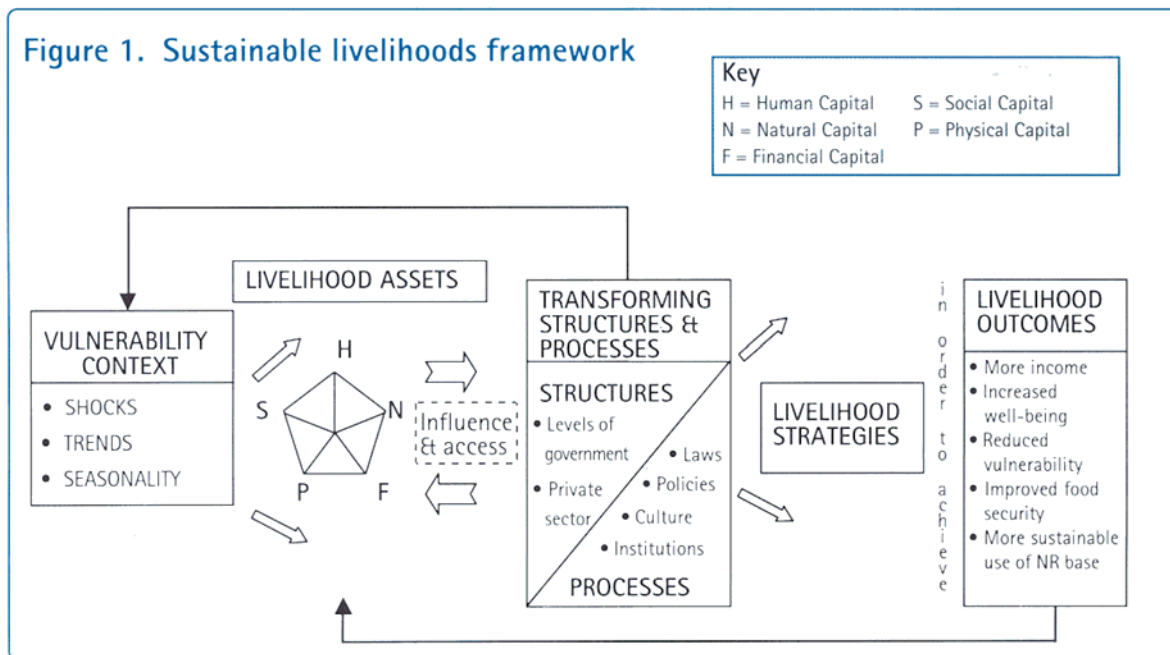 Figure 1. Sustainable livelihoods framework
Key
H = Human Capital
S = Social Capital
N = Natural Capital
P = Physical Capital
F = Financial Capital
LIVELIHOOD ASSETS
VULNERABILITY
CONTEXT
• SHOCKS
• TRENDS
• SEASONALITY
H
S
N
P
F
Influence
& access
TRANSFORMING
STRUCTURES &
PROCESSES
STRUCTURES
• Levels of
government
• Private
sector
• Laws
• Policies
• Culture
• Institutions
PROCESSES
LIVELIHOOD
STRATEGIES
in order to achieve
LIVELIHOOD
OUTCOMES
• More income
• Increased
well-being
• Reduced
vulnerability
• Improved food
security
• More sustainable
use of NR base